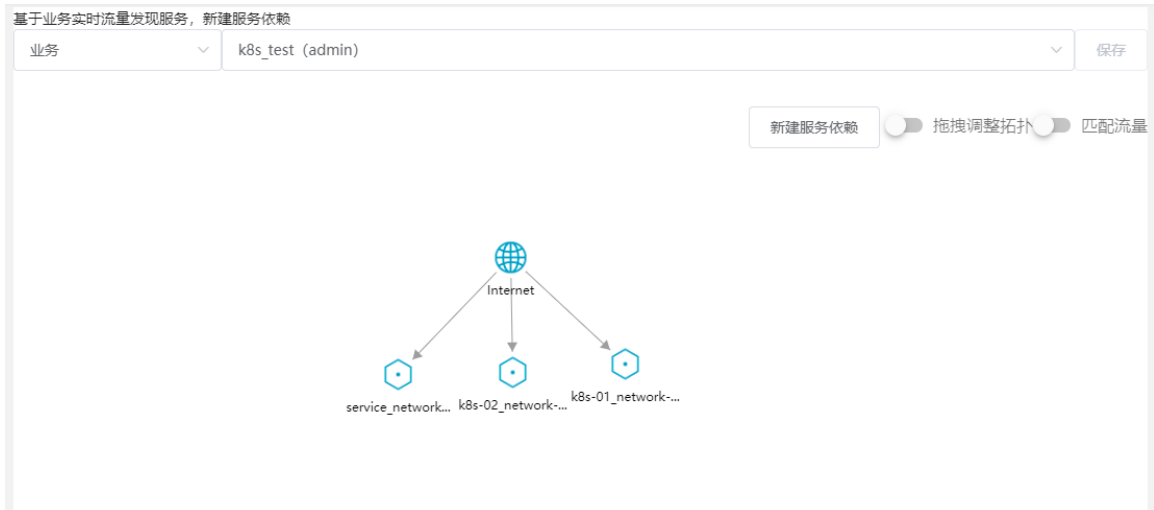 基于业务实时流量发现服务，新建服务依赖
业务 k8s_test (admin) 保存
新建服务依赖 拖拽调整拓扑 匹配流量
Internet
service_network... k8s-02_network-... k8s-01_network-...